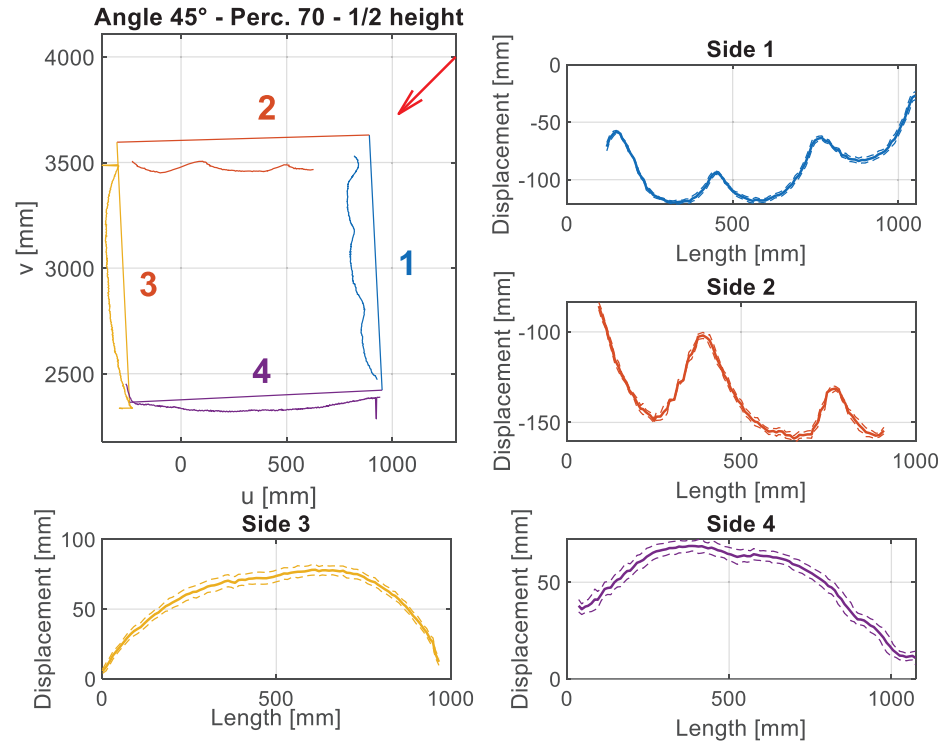 Angle 45° - Perc. 70 - 1/2 height
4000
3500
3000
2500
v [mm]
0
500
1000
u [mm]
2
1
3
4
Side 1
0
-50
-100
Displacement [mm]
0
500
1000
Length [mm]
Side 2
-100
-150
Displacement [mm]
0
500
1000
Length [mm]
Side 3
100
50
0
Displacement [mm]
0
500
1000
Length [mm]
Side 4
50
0
Displacement [mm]
0
500
1000
Length [mm]